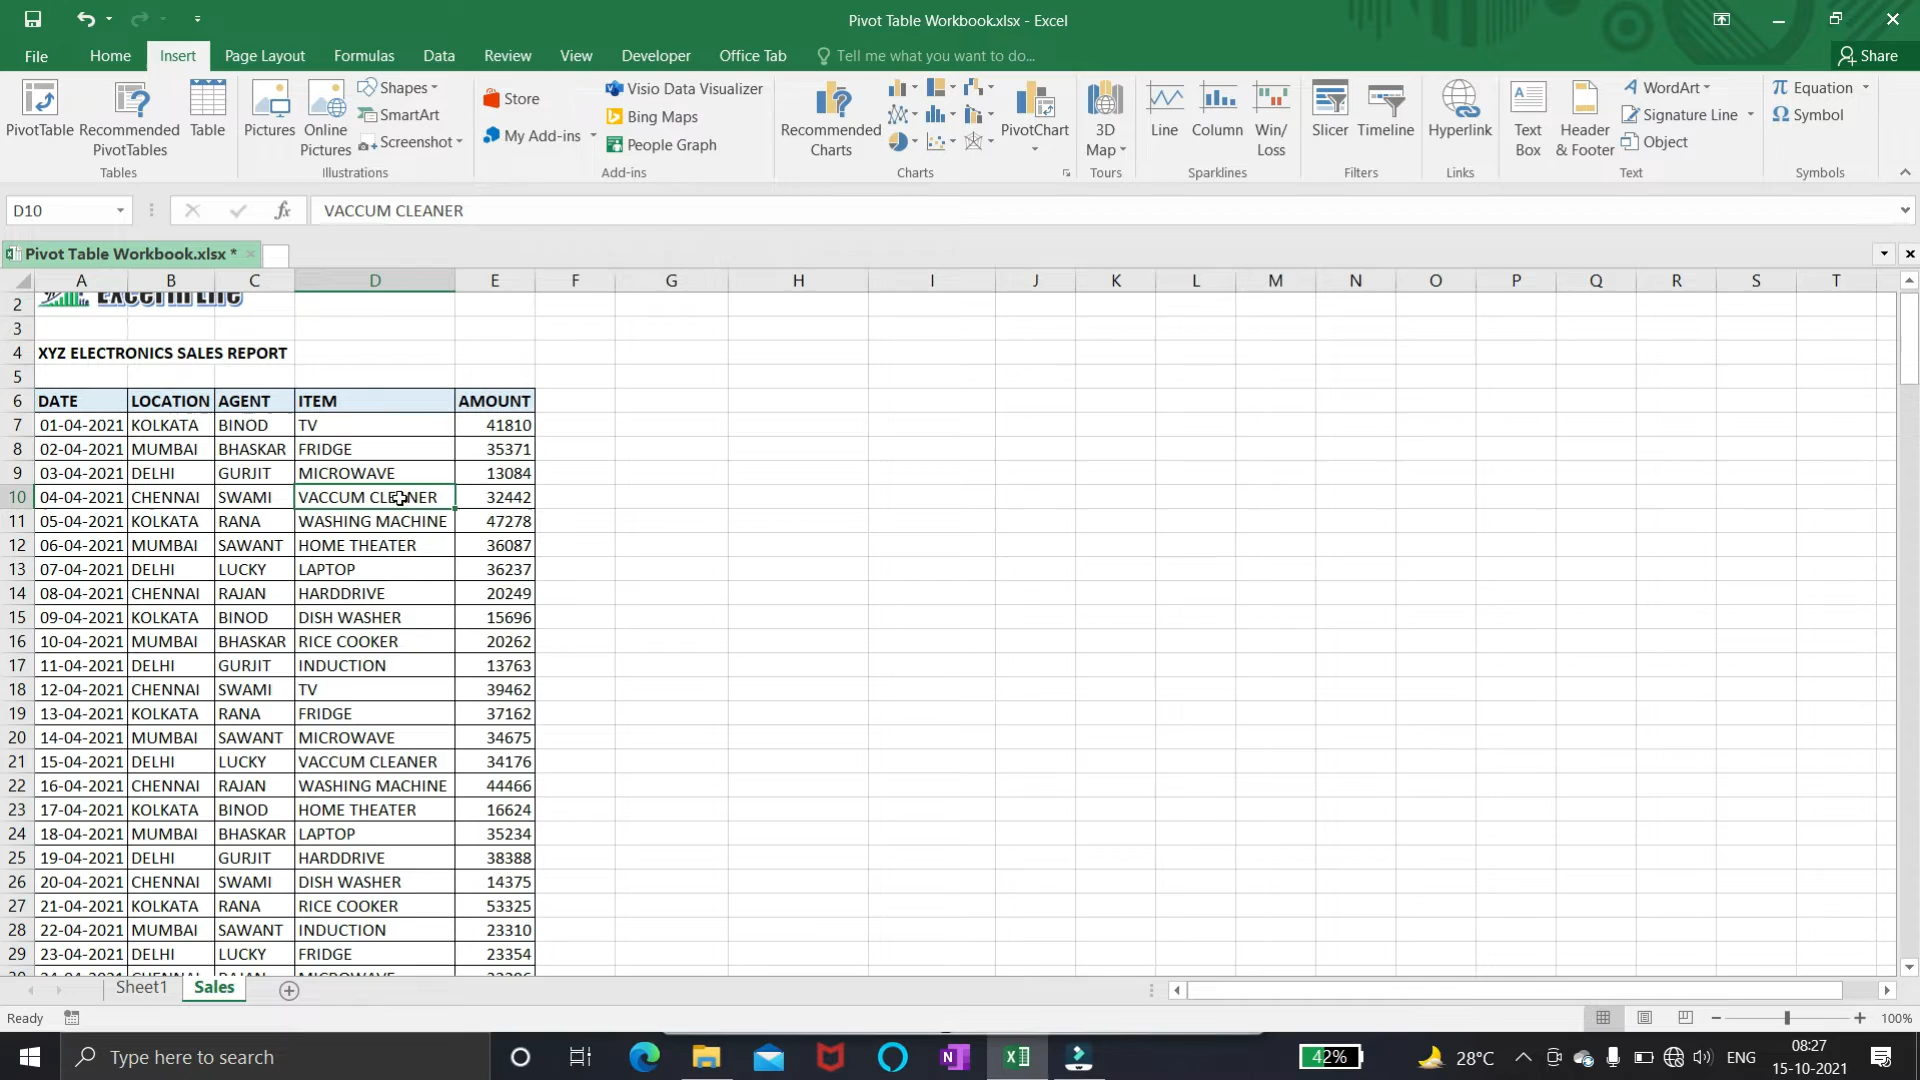 Pivot Table Workbook.xlsx - Excel
File Home Insert Page Layout Formulas Data Review View Developer Office Tab Tell me what you want to do... Share
PivotTable Recommended PivotTables Table
Tables
Pictures Online Pictures Shapes SmartArt Screenshot
Illustrations
Store My Add-ins Visio Data Visualizer Bing Maps People Graph
Add-ins
Recommended Charts PivotChart
Charts
3D Map
Tours
Line Column Win/ Loss
Sparklines
Slicer Timeline
Filters
Hyperlink
Links
Text Box Header & Footer WordArt Signature Line Object
Text
Equation Symbol
Symbols
D10 fx VACCUM CLEANER
Pivot Table Workbook.xlsx *
A B C D E F G H I J K L M N O P Q R S T
2 Excel In Life
3
4 XYZ ELECTRONICS SALES REPORT
5
6 DATE LOCATION AGENT ITEM AMOUNT
7 01-04-2021 KOLKATA BINOD TV 41810
8 02-04-2021 MUMBAI BHASKAR FRIDGE 35371
9 03-04-2021 DELHI GURJIT MICROWAVE 13084
10 04-04-2021 CHENNAI SWAMI VACCUM CLEANER 32442
11 05-04-2021 KOLKATA RANA WASHING MACHINE 47278
12 06-04-2021 MUMBAI SAWANT HOME THEATER 36087
13 07-04-2021 DELHI LUCKY LAPTOP 36237
14 08-04-2021 CHENNAI RAJAN HARDDRIVE 20249
15 09-04-2021 KOLKATA BINOD DISH WASHER 15696
16 10-04-2021 MUMBAI BHASKAR RICE COOKER 20262
17 11-04-2021 DELHI GURJIT INDUCTION 13763
18 12-04-2021 CHENNAI SWAMI TV 39462
19 13-04-2021 KOLKATA RANA FRIDGE 37162
20 14-04-2021 MUMBAI SAWANT MICROWAVE 34675
21 15-04-2021 DELHI LUCKY VACCUM CLEANER 34176
22 16-04-2021 CHENNAI RAJAN WASHING MACHINE 44466
23 17-04-2021 KOLKATA BINOD HOME THEATER 16624
24 18-04-2021 MUMBAI BHASKAR LAPTOP 35234
25 19-04-2021 DELHI GURJIT HARDDRIVE 38388
26 20-04-2021 CHENNAI SWAMI DISH WASHER 14375
27 21-04-2021 KOLKATA RANA RICE COOKER 53325
28 22-04-2021 MUMBAI SAWANT INDUCTION 23310
29 23-04-2021 DELHI LUCKY FRIDGE 23354
Sheet1 Sales
Ready 100%
Type here to search 42% 28°C ENG 08:27
15-10-2021